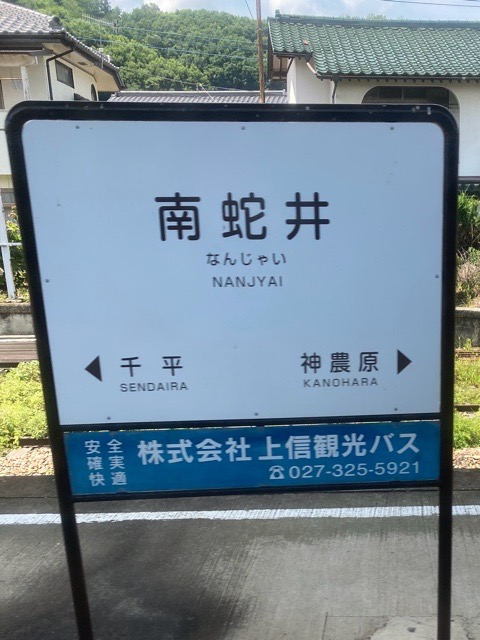 南蛇井
なんじゃい
NANJYAI
千平
SENDAIRA
神農原
KANOHARA
安全
確実
快適
株式会社 上信観光バス
☎027-325-5921